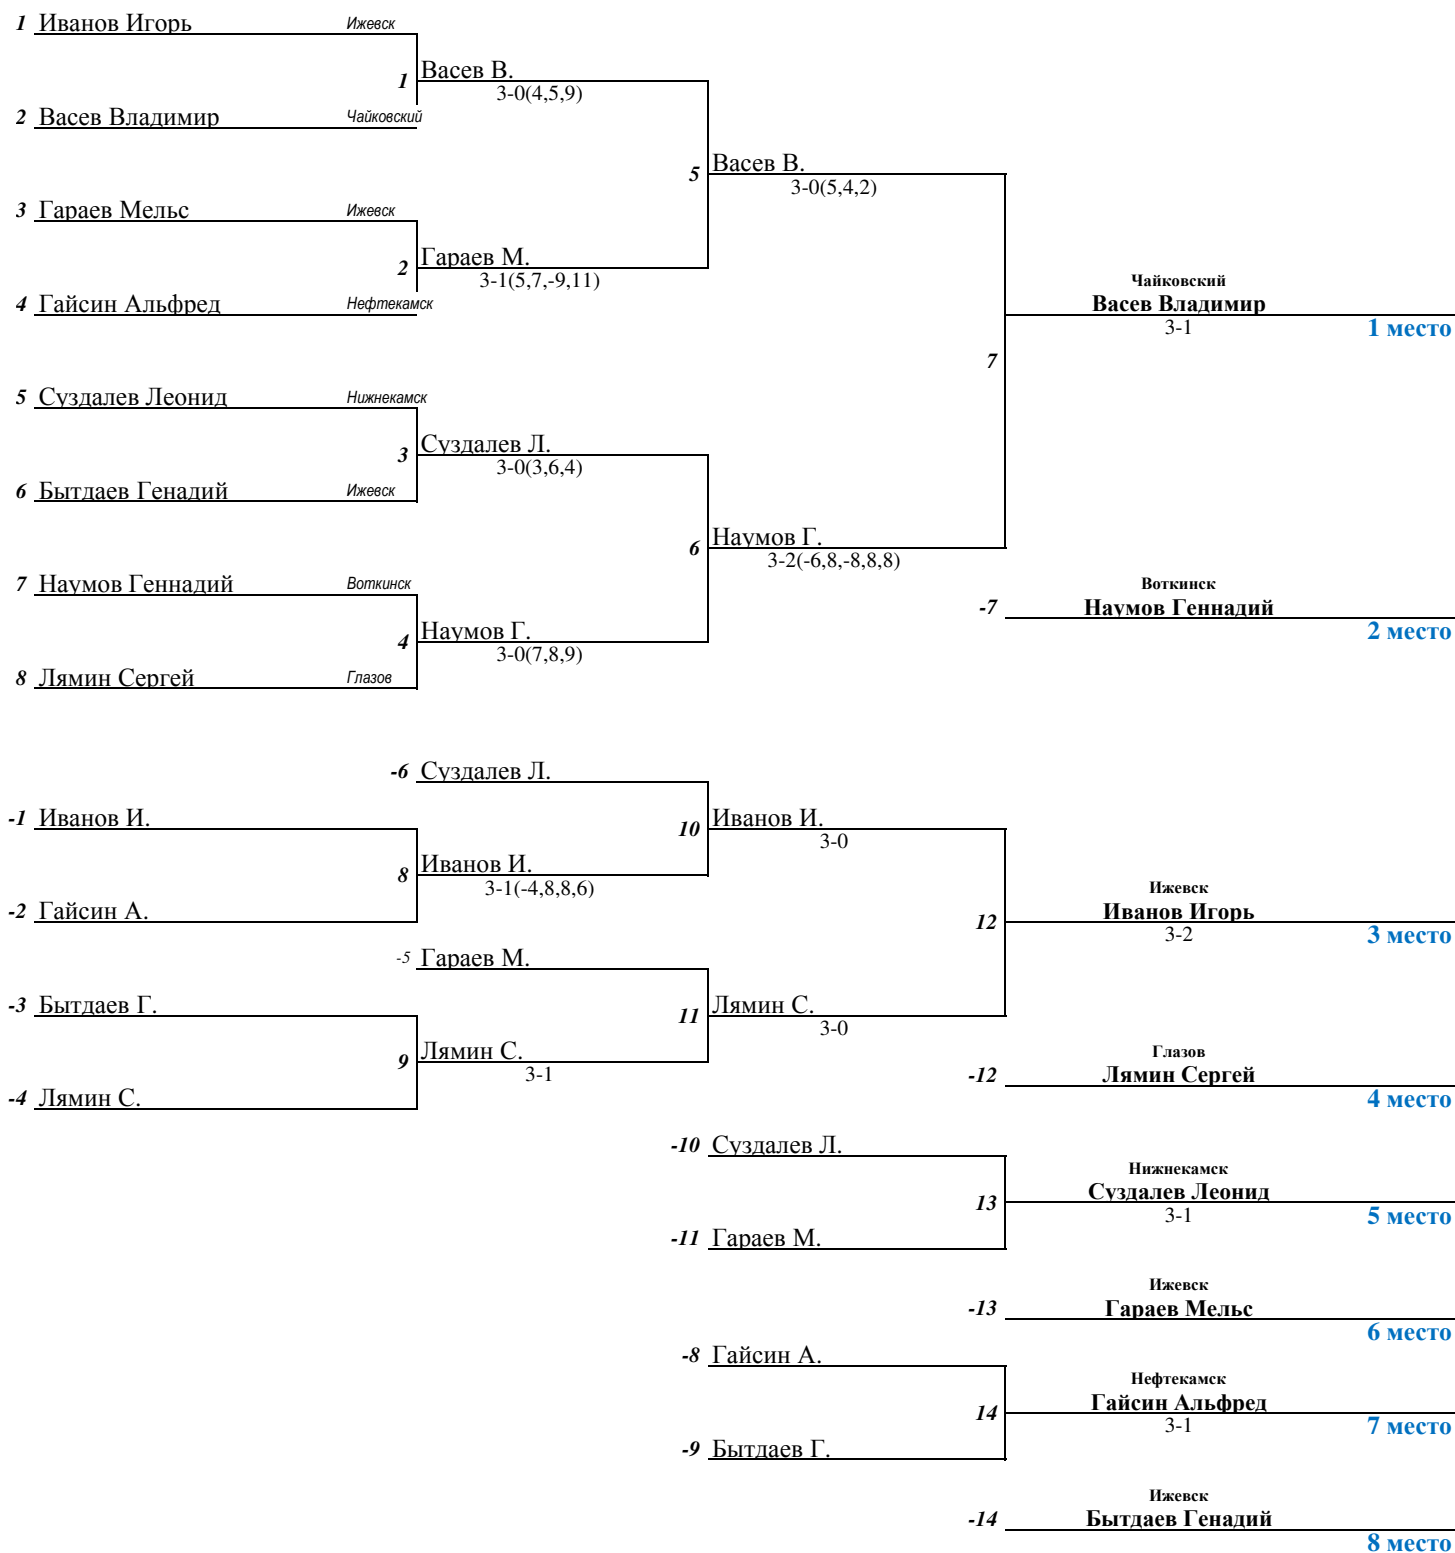 1 Иванов Игорь Ижевск
1 Васев В.
3-0(4,5,9)
2 Васев Владимир Чайковский
5 Васев В.
3-0(5,4,2)
3 Гараев Мельс Ижевск
2 Гараев М.
3-1(5,7,-9,11)
4 Гайсин Альфред Нефтекамск
Чайковский
Васев Владимир
3-1 1 место
7
5 Суздалев Леонид Нижнекамск
3 Суздалев Л.
3-0(3,6,4)
6 Бытдаев Генадий Ижевск
6 Наумов Г.
3-2(-6,8,-8,8,8)
7 Наумов Геннадий Воткинск
Воткинск
-7 Наумов Геннадий
2 место
4 Наумов Г.
3-0(7,8,9)
8 Лямин Сергей Глазов
-6 Суздалев Л.
-1 Иванов И.
10 Иванов И.
3-0
8 Иванов И.
3-1(-4,8,8,6)
-2 Гайсин А.
Ижевск
12 Иванов Игорь
3-2 3 место
-5 Гараев М.
-3 Бытдаев Г.
11 Лямин С.
3-0
9 Лямин С.
3-1
Глазов
-12 Лямин Сергей
4 место
-4 Лямин С.
-10 Суздалев Л.
Нижнекамск
13 Суздалев Леонид
3-1 5 место
-11 Гараев М.
Ижевск
-13 Гараев Мельс
6 место
-8 Гайсин А.
Нефтекамск
14 Гайсин Альфред
3-1 7 место
-9 Бытдаев Г.
Ижевск
-14 Бытдаев Генадий
8 место